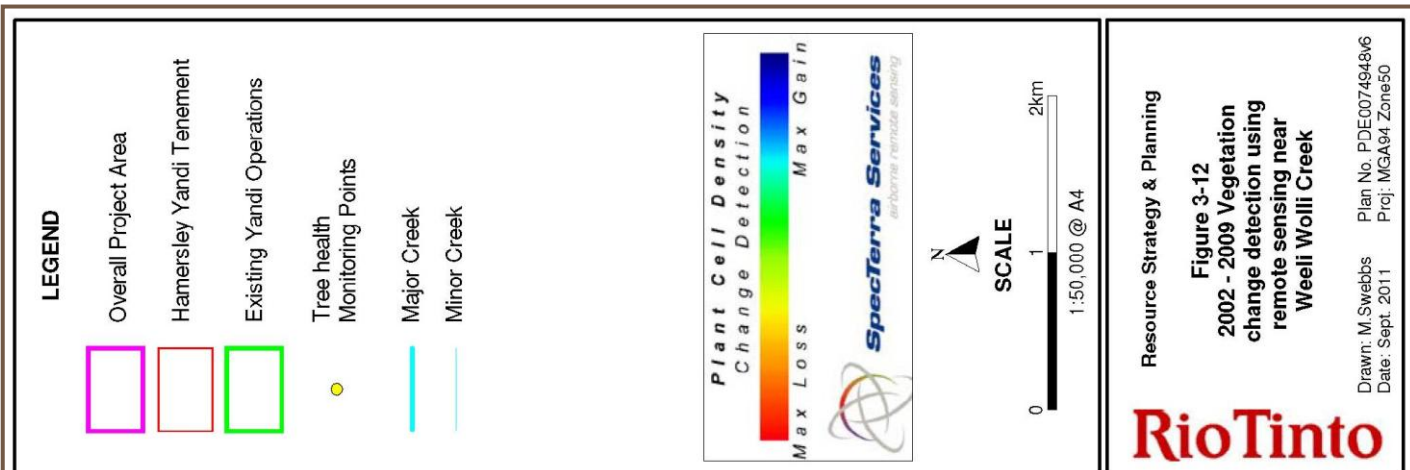 LEGEND
Overall Project Area
Hamersley Yandi Tenement
Existing Yandi Operations
Tree health
Monitoring Points
Major Creek
Minor Creek
Plant Cell Density
Change Detection
Max Loss Max Gain
SpecTerra Services
airborne remote sensing
N
SCALE
0 1 2km
1:50,000 @ A4
Resource Strategy & Planning
Figure 3-12
2002 - 2009 Vegetation
change detection using
remote sensing near
Weeli Wolli Creek
Drawn: M.Swebbs Plan No. PDE0074948v6
Date: Sept. 2011 Proj: MGA94 Zone50
RioTinto